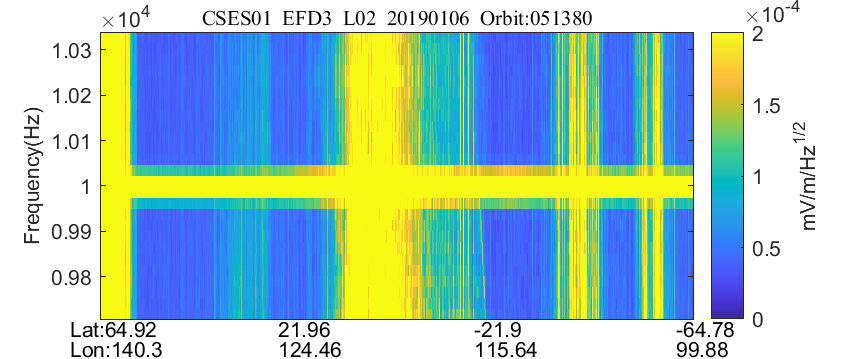 CSES01 EFD3 L02 20190106 Orbit:051380
×10⁴
×10⁻⁴
1.03
1.02
1.01
1
0.99
0.98
Frequency(Hz)
2
1.5
1
0.5
0
mV/m/Hz^1/2
Lat:64.92 21.96 -21.9 -64.78
Lon:140.3 124.46 115.64 99.88